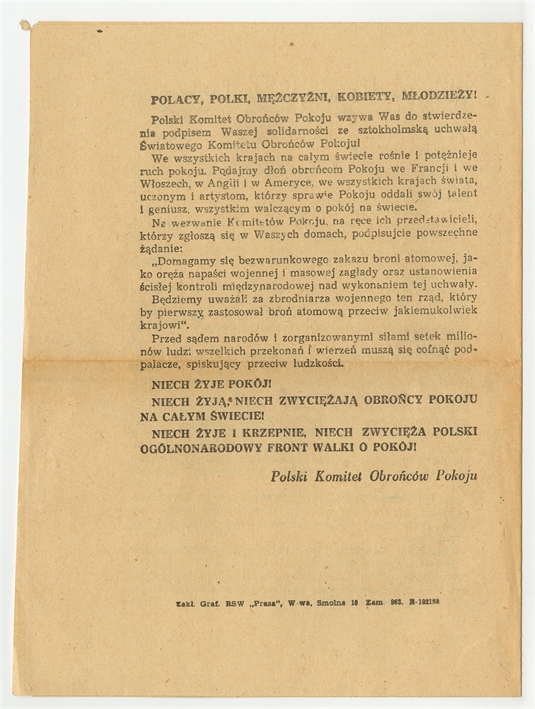 POLACY, POLKI, MĘŻCZYŹNI, KOBIETY, MŁODZIEŻY!
Polski Komitet Obrońców Pokoju wzywa Was do stwierdze-
nia podpisem Waszej solidarności ze sztokholmską uchwałą
Światowego Komitetu Obrońców Pokoju!
We wszystkich krajach na całym świecie rośnie i potężnieje
ruch pokoju. Podajmy dłoń obrońcom Pokoju we Francji i we
Włoszech, w Anglii i w Ameryce, we wszystkich krajach świata,
uczonym i artystom, którzy sprawie Pokoju oddali swój talent
i geniusz, wszystkim walczącym o pokój na świecie.
Na wezwanie Komitetów Pokoju, na ręce ich przedstawicieli,
którzy zgłoszą się w Waszych domach, podpisujcie powszechne
żądanie:
„Domagamy się bezwarunkowego zakazu broni atomowej, ja-
ko oręża napaści wojennej i masowej zagłady oraz ustanowienia
ścisłej kontroli międzynarodowej nad wykonaniem tej uchwały.
Będziemy uważali za zbrodniarza wojennego ten rząd, który
by pierwszy zastosował broń atomową przeciw jakiemukolwiek
krajowi“.
Przed sądem narodów i zorganizowanymi siłami setek milio-
nów ludzi wszelkich przekonań i wierzeń muszą się cofnąć pod-
palacze, spiskujący przeciw ludzkości.
NIECH ŻYJE POKÓJ!
NIECH ŻYJĄ, NIECH ZWYCIĘŻAJĄ OBROŃCY POKOJU
NA CAŁYM ŚWIECIE!
NIECH ŻYJE I KRZEPNIE, NIECH ZWYCIĘŻA POLSKI
OGÓLNONARODOWY FRONT WALKI O POKÓJ!
Polski Komitet Obrońców Pokoju
Zakł. Graf. RSW „Prasa“, W-wa, Smolna 10 Zam. 963.